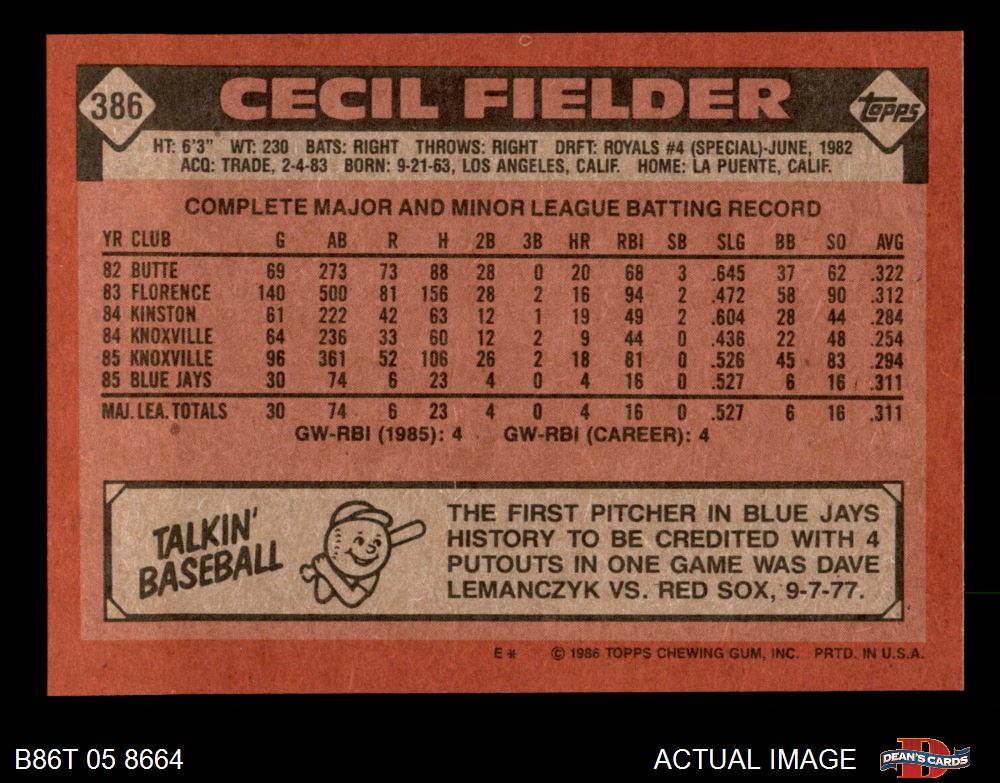 386 CECIL FIELDER topps
HT: 6'3" WT: 230 BATS: RIGHT THROWS: RIGHT DRFT: ROYALS #4 (SPECIAL)-JUNE, 1982
ACQ: TRADE, 2-4-83 BORN: 9-21-63, LOS ANGELES, CALIF. HOME: LA PUENTE, CALIF.
COMPLETE MAJOR AND MINOR LEAGUE BATTING RECORD
YR CLUB G AB R H 2B 3B HR RBI SB SLG BB SO AVG
82 BUTTE 69 273 73 88 28 0 20 68 3 .645 37 62 .322
83 FLORENCE 140 500 81 156 28 2 16 94 2 .472 58 90 .312
84 KINSTON 61 222 42 63 12 1 19 49 2 .604 28 44 .284
84 KNOXVILLE 64 236 33 60 12 2 9 44 0 .436 22 48 .254
85 KNOXVILLE 96 361 52 106 26 2 18 81 0 .526 45 83 .294
85 BLUE JAYS 30 74 6 23 4 0 4 16 0 .527 6 16 .311
MAJ. LEA. TOTALS 30 74 6 23 4 0 4 16 0 .527 6 16 .311
GW-RBI (1985): 4 GW-RBI (CAREER): 4
TALKIN'
BASEBALL
THE FIRST PITCHER IN BLUE JAYS
HISTORY TO BE CREDITED WITH 4
PUTOUTS IN ONE GAME WAS DAVE
LEMANCZYK VS. RED SOX, 9-7-77.
E* © 1986 TOPPS CHEWING GUM, INC. PRTD. IN U.S.A.
B86T 05 8664 ACTUAL IMAGE D DEAN'S CARDS